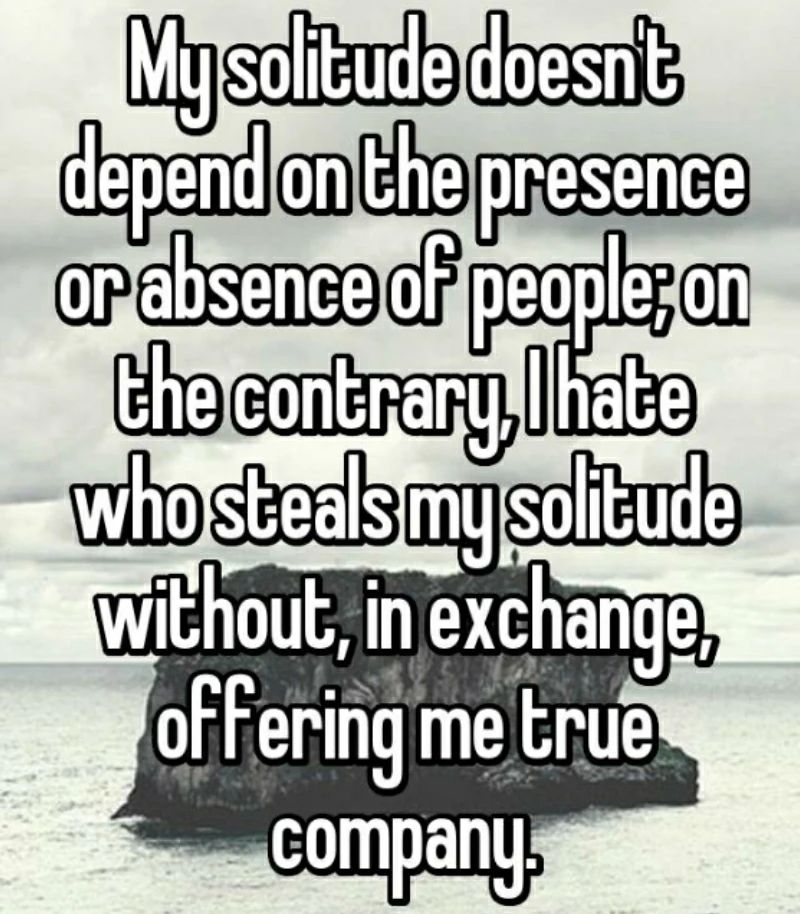 My solitude doesn't
depend on the presence
or absence of people; on
the contrary, I hate
who steals my solitude
without, in exchange,
offering me true
company.